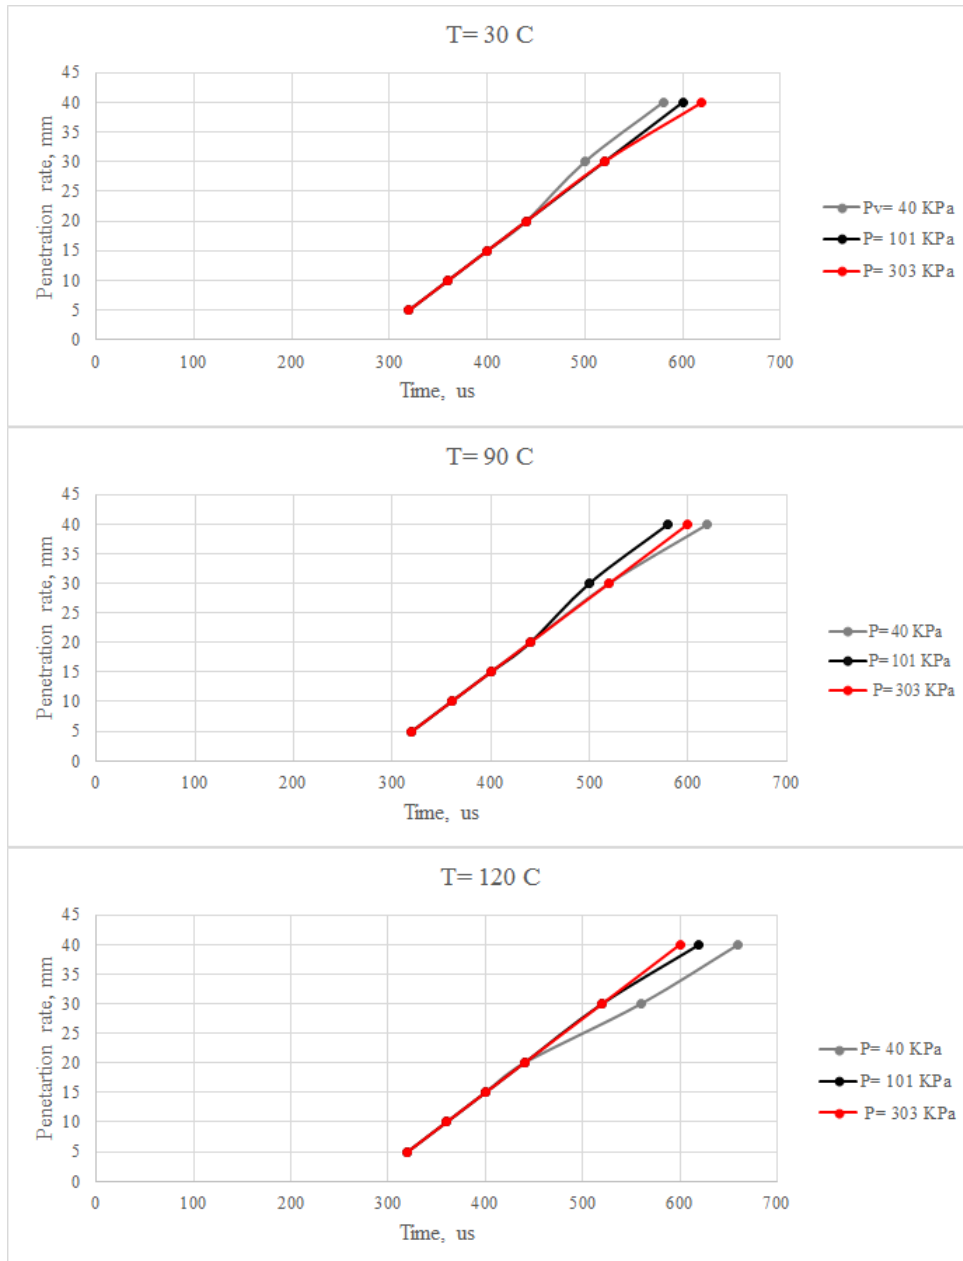 T= 30 C
45
40
35
30
25
20
15
10
5
0
Penetration rate, mm
0 100 200 300 400 500 600 700
Time, us
Pv= 40 KPa
P= 101 KPa
P= 303 KPa
T= 90 C
45
40
35
30
25
20
15
10
5
0
Penetration rate, mm
0 100 200 300 400 500 600 700
Time, us
P= 40 KPa
P= 101 KPa
P= 303 KPa
T= 120 C
45
40
35
30
25
20
15
10
5
0
Penetartion rate, mm
0 100 200 300 400 500 600 700
Time, us
P= 40 KPa
P= 101 KPa
P= 303 KPa